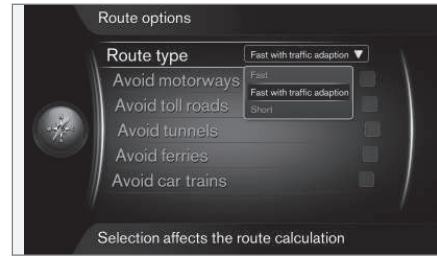 Route options
Route type
Fast with traffic adaption
Avoid motorways
Fast
Fast with traffic adaption
Avoid toll roads
Short
Avoid tunnels
Avoid ferries
Avoid car trains
Selection affects the route calculation